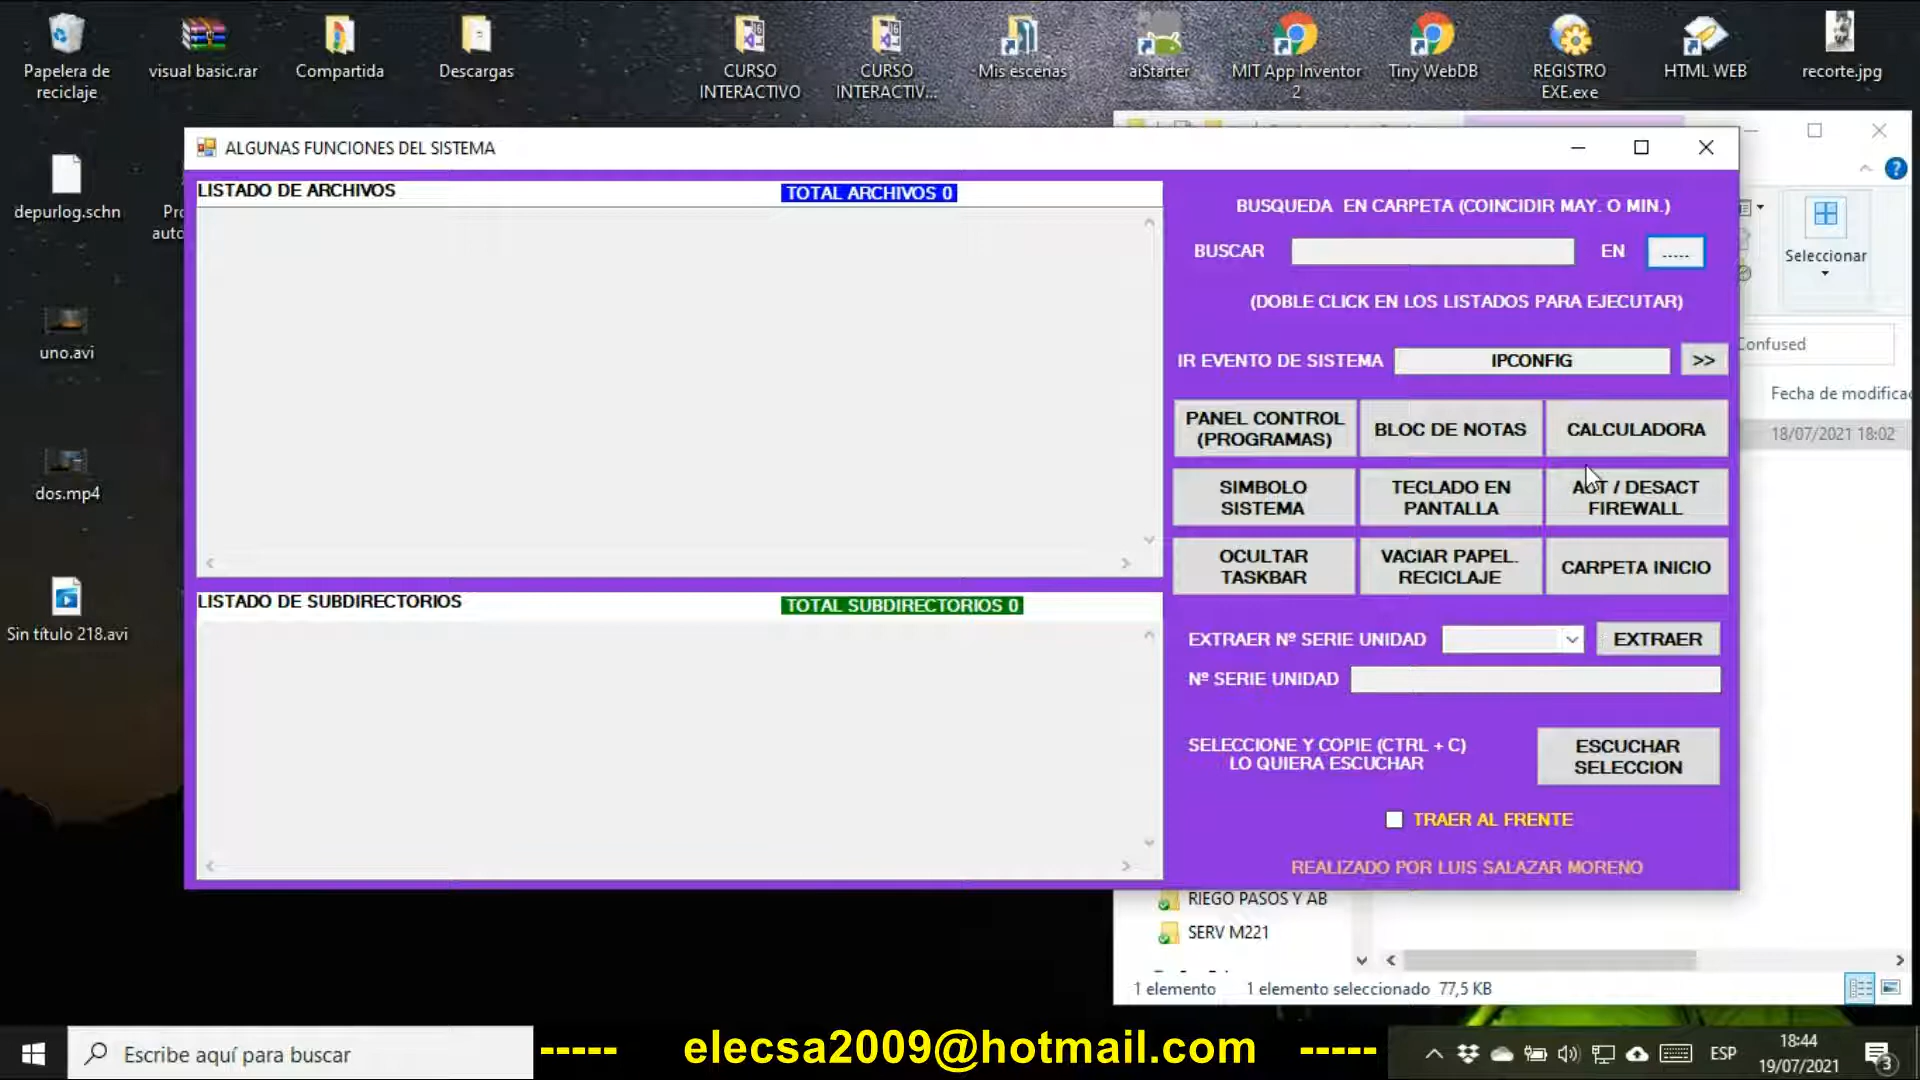 Papelera de
reciclaje
visual basic.rar
Compartida
Descargas
CURSO
INTERACTIVO
CURSO
INTERACTIV...
Mis escenas
aiStarter
MIT App Inventor
2
Tiny WebDB
REGISTRO
EXE.exe
HTML WEB
recorte.jpg
depurlog.schn
uno.avi
dos.mp4
Sin título 218.avi
ALGUNAS FUNCIONES DEL SISTEMA
LISTADO DE ARCHIVOS
TOTAL ARCHIVOS 0
BUSQUEDA EN CARPETA (COINCIDIR MAY. O MIN.)
BUSCAR
EN
-----
(DOBLE CLICK EN LOS LISTADOS PARA EJECUTAR)
IR EVENTO DE SISTEMA
IPCONFIG
>>
PANEL CONTROL
(PROGRAMAS)
BLOC DE NOTAS
CALCULADORA
SIMBOLO
SISTEMA
TECLADO EN
PANTALLA
ACT / DESACT
FIREWALL
OCULTAR
TASKBAR
VACIAR PAPEL.
RECICLAJE
CARPETA INICIO
LISTADO DE SUBDIRECTORIOS
TOTAL SUBDIRECTORIOS 0
EXTRAER Nº SERIE UNIDAD
EXTRAER
Nº SERIE UNIDAD
SELECCIONE Y COPIE (CTRL + C)
LO QUIERA ESCUCHAR
ESCUCHAR
SELECCION
TRAER AL FRENTE
REALIZADO POR LUIS SALAZAR MORENO
Seleccionar
Confused
Fecha de modifica
18/07/2021 18:02
RIEGO PASOS Y AB
SERV M221
1 elemento
1 elemento seleccionado 77,5 KB
Escribe aquí para buscar
----- elecsa2009@hotmail.com -----
ESP
18:44
19/07/2021
3